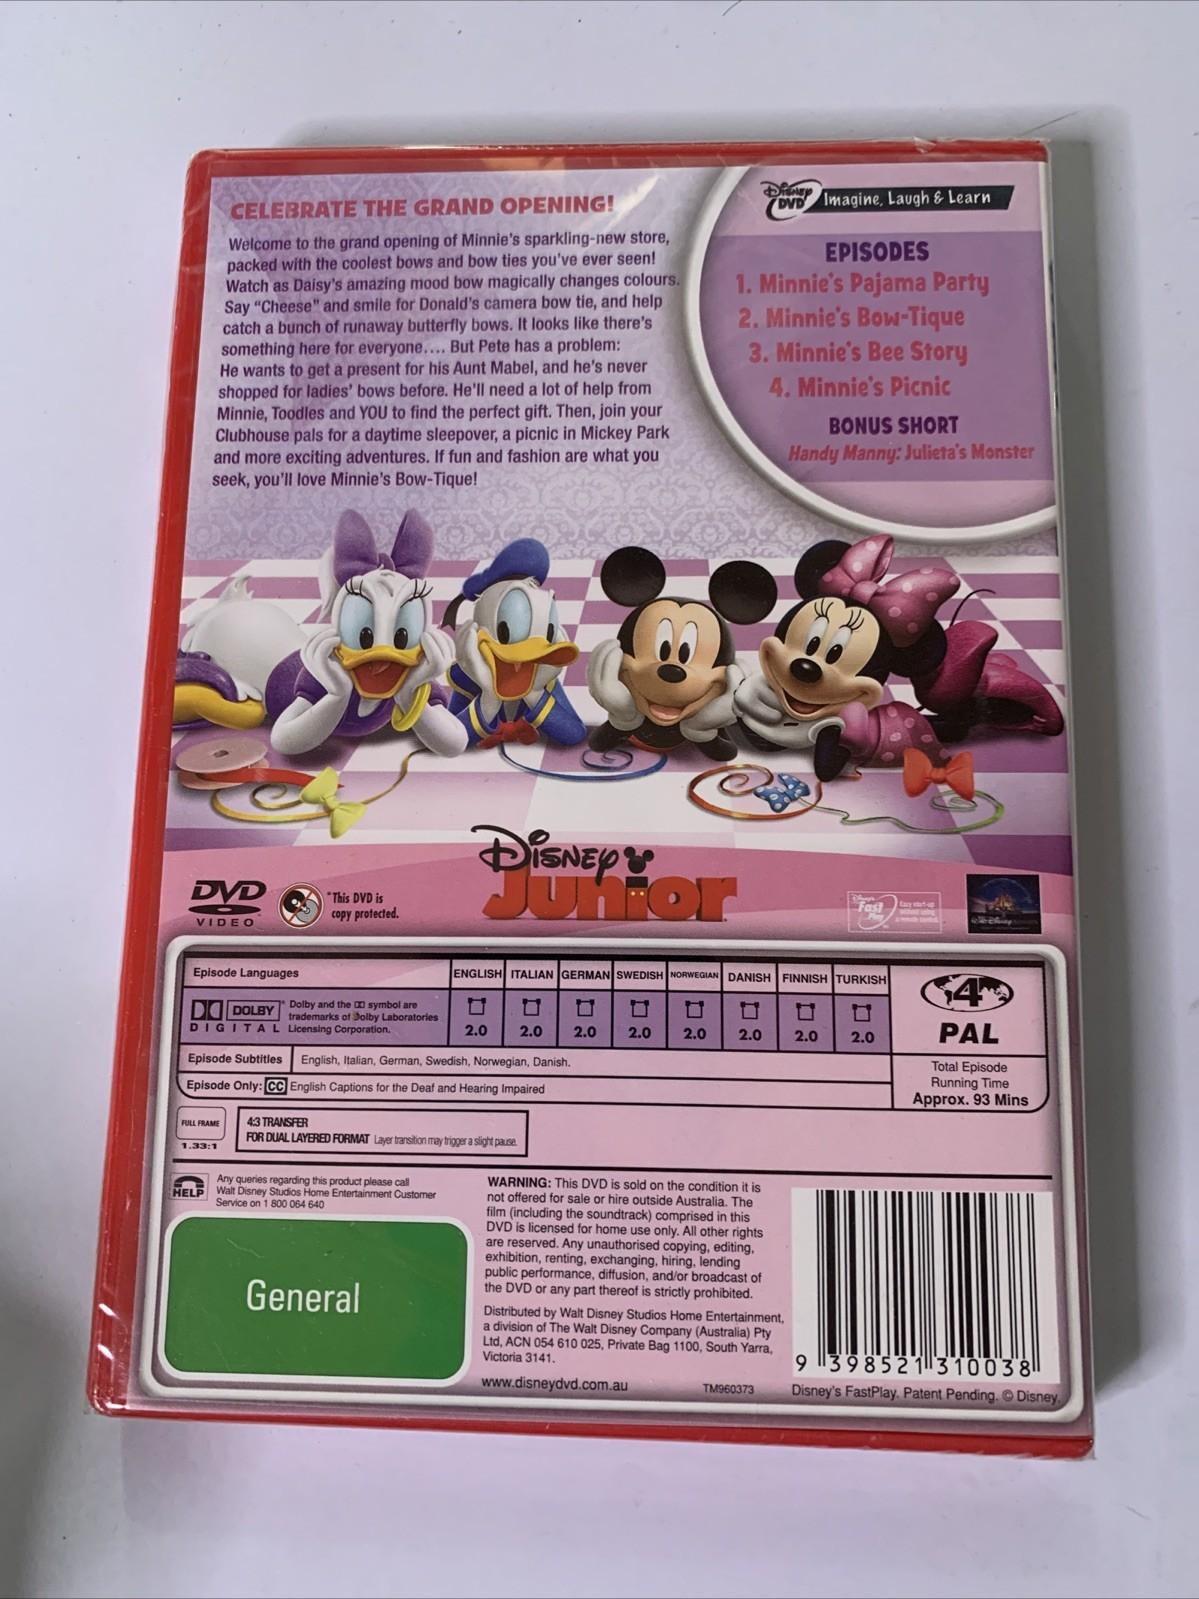 CELEBRATE THE GRAND OPENING!
Welcome to the grand opening of Minnie's sparkling-new store,
packed with the coolest bows and bow ties you've ever seen!
Watch as Daisy's amazing mood bow magically changes colours.
Say "Cheese" and smile for Donald's camera bow tie, and help
catch a bunch of runaway butterfly bows. It looks like there's
something here for everyone.... But Pete has a problem:
He wants to get a present for his Aunt Mabel, and he's never
shopped for ladies' bows before. He'll need a lot of help from
Minnie, Toodles and YOU to find the perfect gift. Then, join your
Clubhouse pals for a daytime sleepover, a picnic in Mickey Park
and more exciting adventures. If fun and fashion are what you
seek, you'll love Minnie's Bow-Tique!
Disney DVD Imagine, Laugh & Learn
EPISODES
1. Minnie's Pajama Party
2. Minnie's Bow-Tique
3. Minnie's Bee Story
4. Minnie's Picnic
BONUS SHORT
Handy Manny: Julieta's Monster
Disney
Junior
DVD
VIDEO
"This DVD is
copy protected.
Disney's
Fast
Play
Easy start-up
without using
a remote control.
Walt Disney
Episode Languages ENGLISH ITALIAN GERMAN SWEDISH NORWEGIAN DANISH FINNISH TURKISH
DOLBY
DIGITAL
Dolby and the symbol are
trademarks of Dolby Laboratories
Licensing Corporation.
2.0 2.0 2.0 2.0 2.0 2.0 2.0 2.0
Episode Subtitles English, Italian, German, Swedish, Norwegian, Danish.
Episode Only: CC English Captions for the Deaf and Hearing Impaired
4
PAL
Total Episode
Running Time
Approx. 93 Mins
FULL FRAME
1.33:1
4:3 TRANSFER
FOR DUAL LAYERED FORMAT Layer transition may trigger a slight pause.
HELP
Any queries regarding this product please call
Walt Disney Studios Home Entertainment Customer
Service on 1 800 064 640
General
WARNING: This DVD is sold on the condition it is
not offered for sale or hire outside Australia. The
film (including the soundtrack) comprised in this
DVD is licensed for home use only. All other rights
are reserved. Any unauthorised copying, editing,
exhibition, renting, exchanging, hiring, lending
public performance, diffusion, and/or broadcast of
the DVD or any part thereof is strictly prohibited.
Distributed by Walt Disney Studios Home Entertainment,
a division of The Walt Disney Company (Australia) Pty
Ltd, ACN 054 610 025, Private Bag 1100, South Yarra,
Victoria 3141.
www.disneydvd.com.au
TM960373
9 398521 310038
Disney's FastPlay. Patent Pending. © Disney.